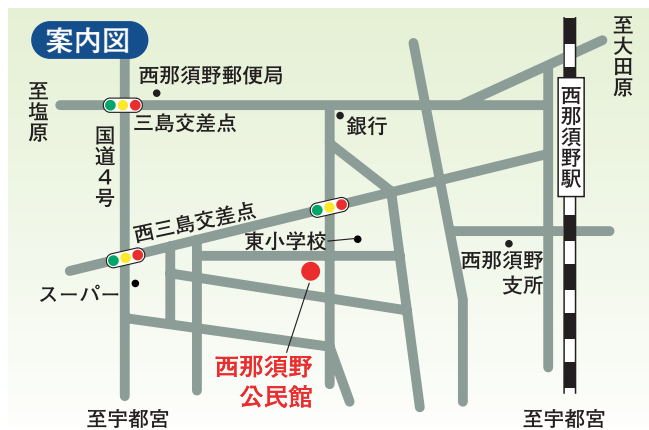 案内図
至大田原
西那須野郵便局
至塩原
三島交差点
銀行
西那須野駅
国道4号
西三島交差点
東小学校
西那須野
支所
スーパー
西那須野
公民館
至宇都宮
至宇都宮